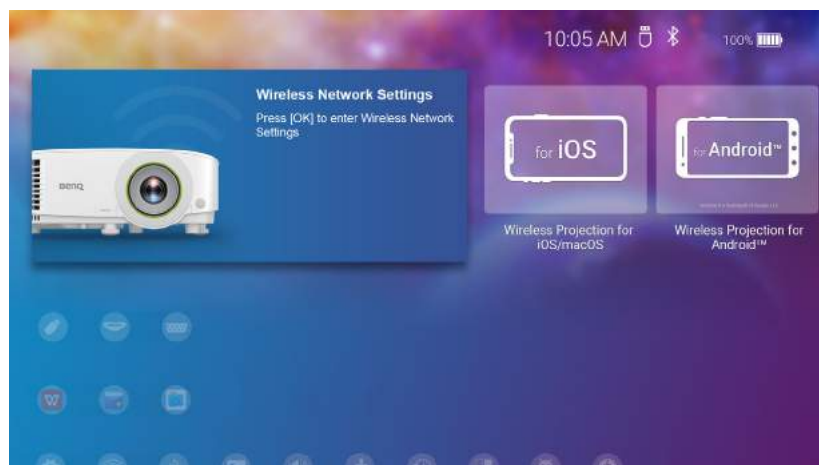 10:05 AM
100%
Wireless Network Settings
Press [OK] to enter Wireless Network
Settings
BenQ
for iOS
for Android™
Wireless Projection for
iOS/macOS
Wireless Projection for
Android™
W